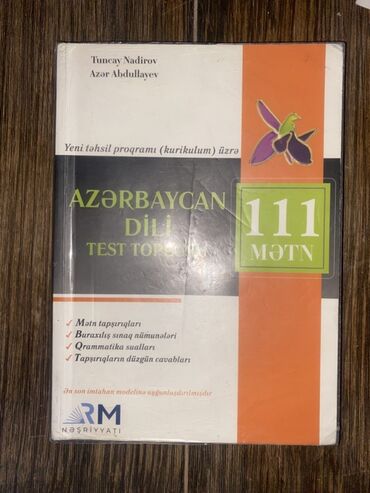 Tuncay Nadirov
Azər Abdullayev
Yeni təhsil proqramı (kurikulum) üzrə
AZƏRBAYCAN
DİLİ
TEST
111
MƏTN
Mətn tapşırıqları
Buraxılış sınaq nümunələri
Qrammatika sualları
Tapşırıqların düzgün cavabları
Ən son imtahan modelinə uyğunlaşdırılmışdır
RM
NƏŞRİYYATI